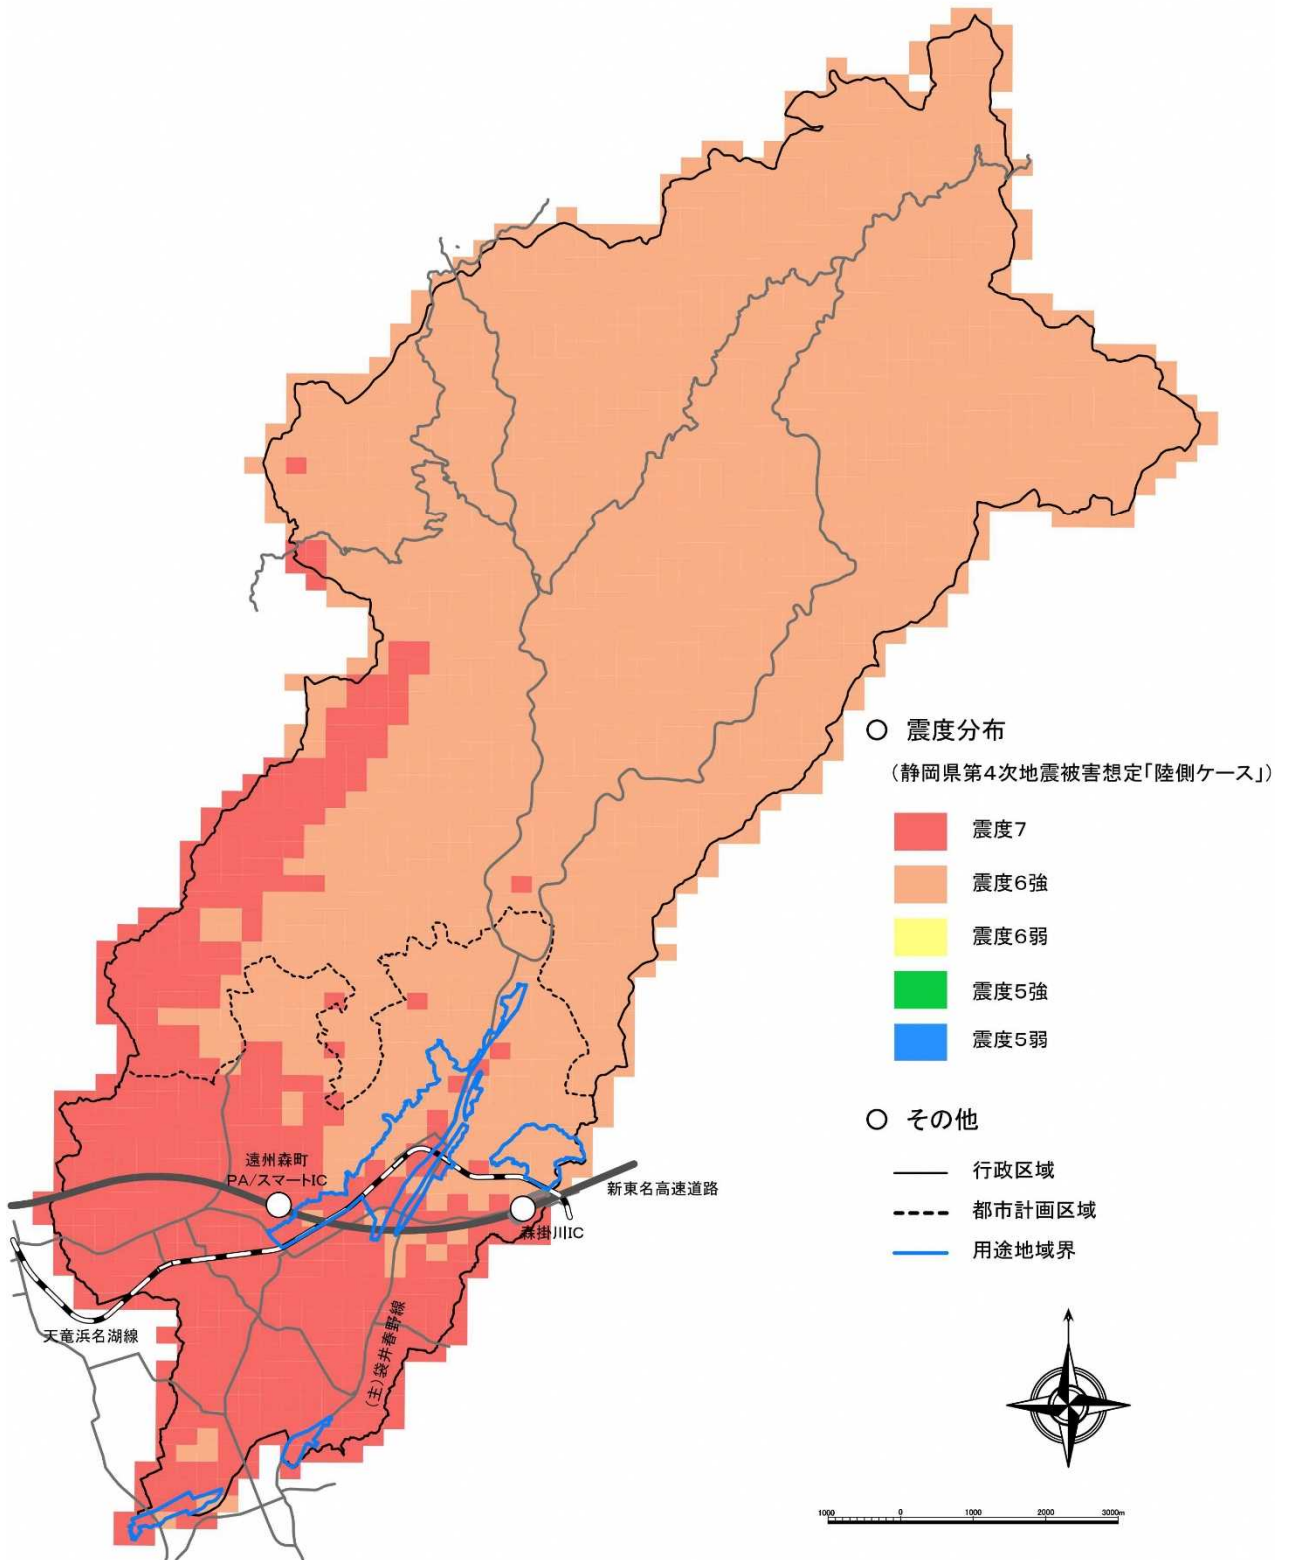 震度分布
(静岡県第4次地震被害想定「陸側ケース」)
震度7
震度6強
震度6弱
震度5強
震度5弱
その他
行政区域
都市計画区域
用途地域界
遠州森町
PA/スマートIC
新東名高速道路
森掛川IC
天竜浜名湖線
(主)袋井春野線
1000 0 1000 2000 3000m